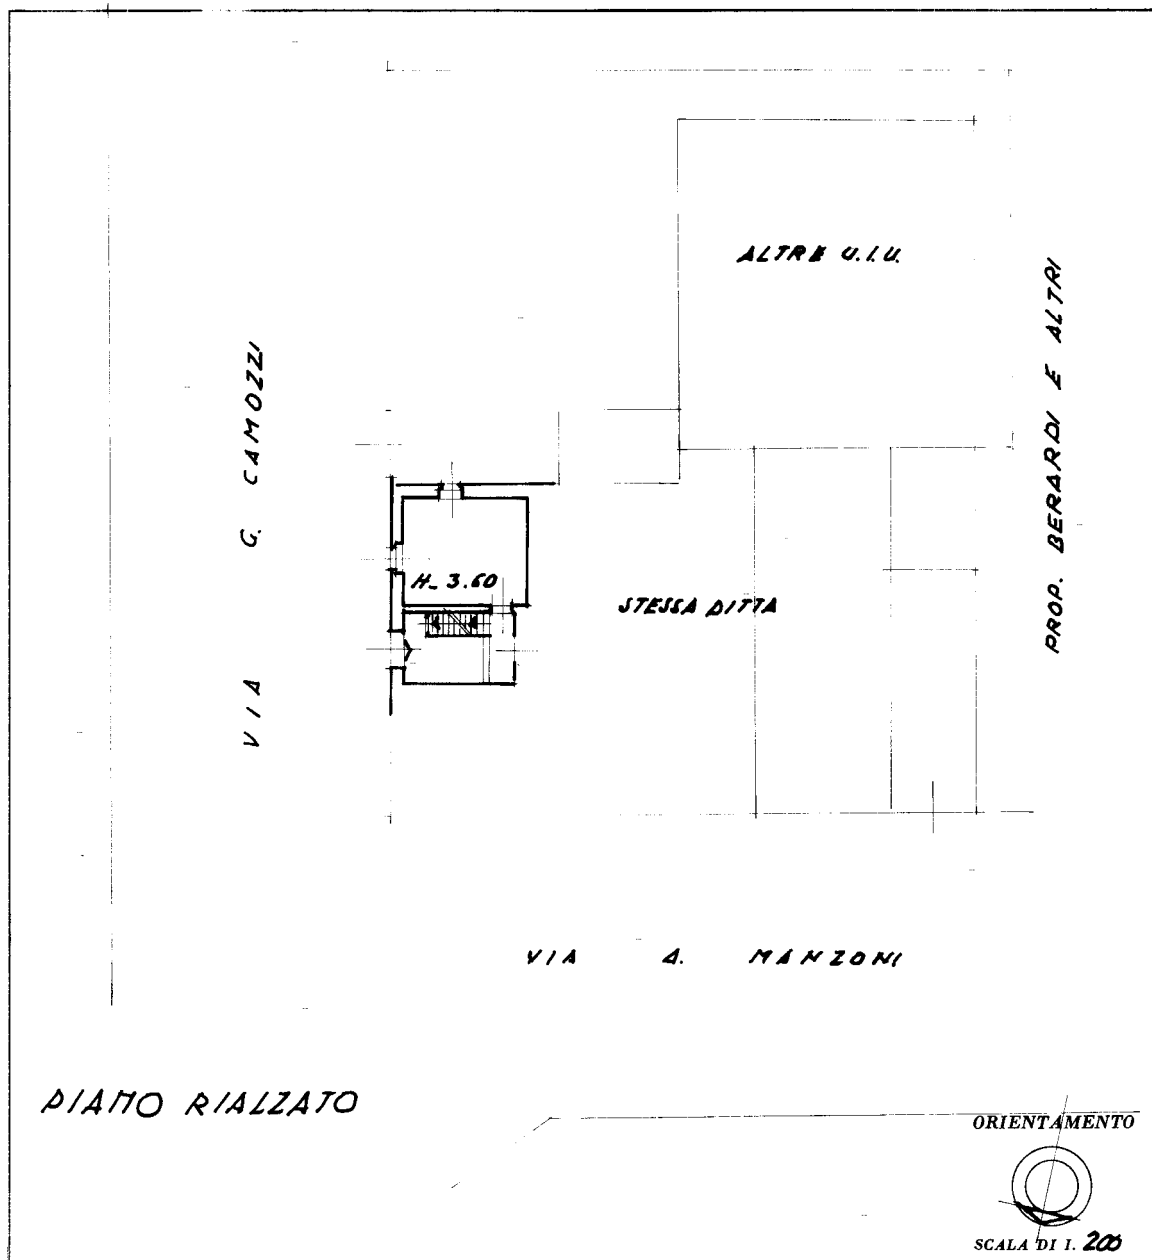 ALTRE U.I.U.
PROP. BERARDI E ALTRI
VIA G. CAMOZZI
H_ 3.60
STESSA DITTA
VIA A. MANZONI
PIANO RIALZATO
ORIENTAMENTO
SCALA DI 1. 200